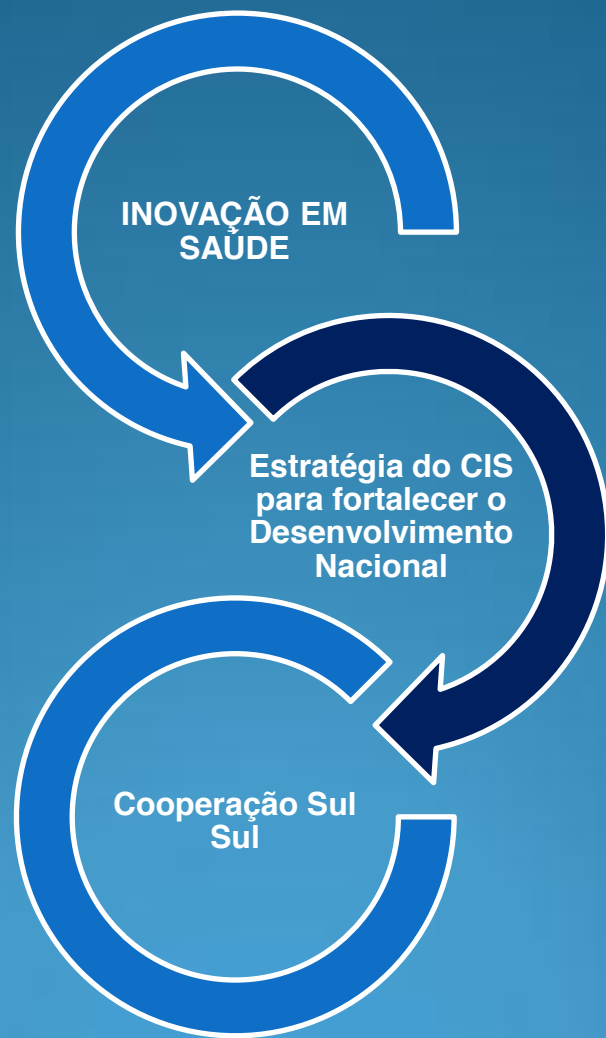 INOVAÇÃO EM
SAÚDE
Estratégia do CIS
para fortalecer o
Desenvolvimento
Nacional
Cooperação Sul
Sul